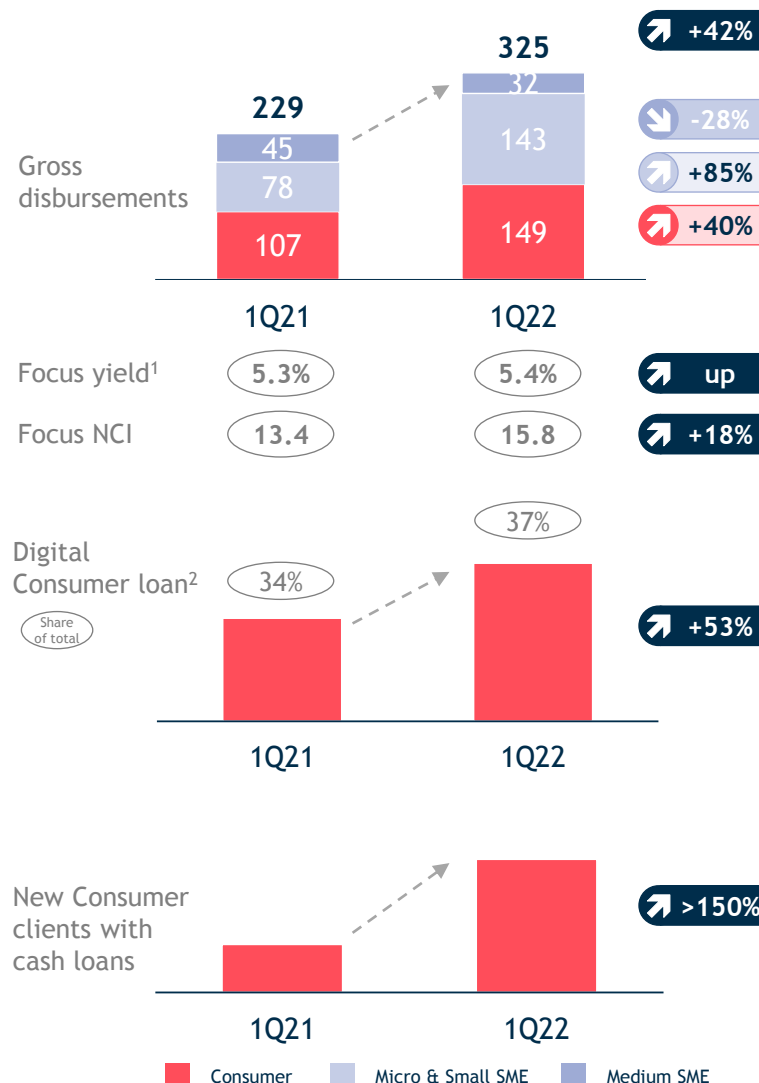 +42%
325
32
229
-28%
45
143
Gross
disbursements
78
+85%
107
149
+40%
1Q21
1Q22
Focus yield¹
5.3%
5.4%
up
Focus NCI
13.4
15.8
+18%
37%
Digital
Consumer loan²
34%
Share
of total
+53%
1Q21
1Q22
New Consumer
clients with
cash loans
>150%
1Q21
1Q22
Consumer
Micro & Small SME
Medium SME